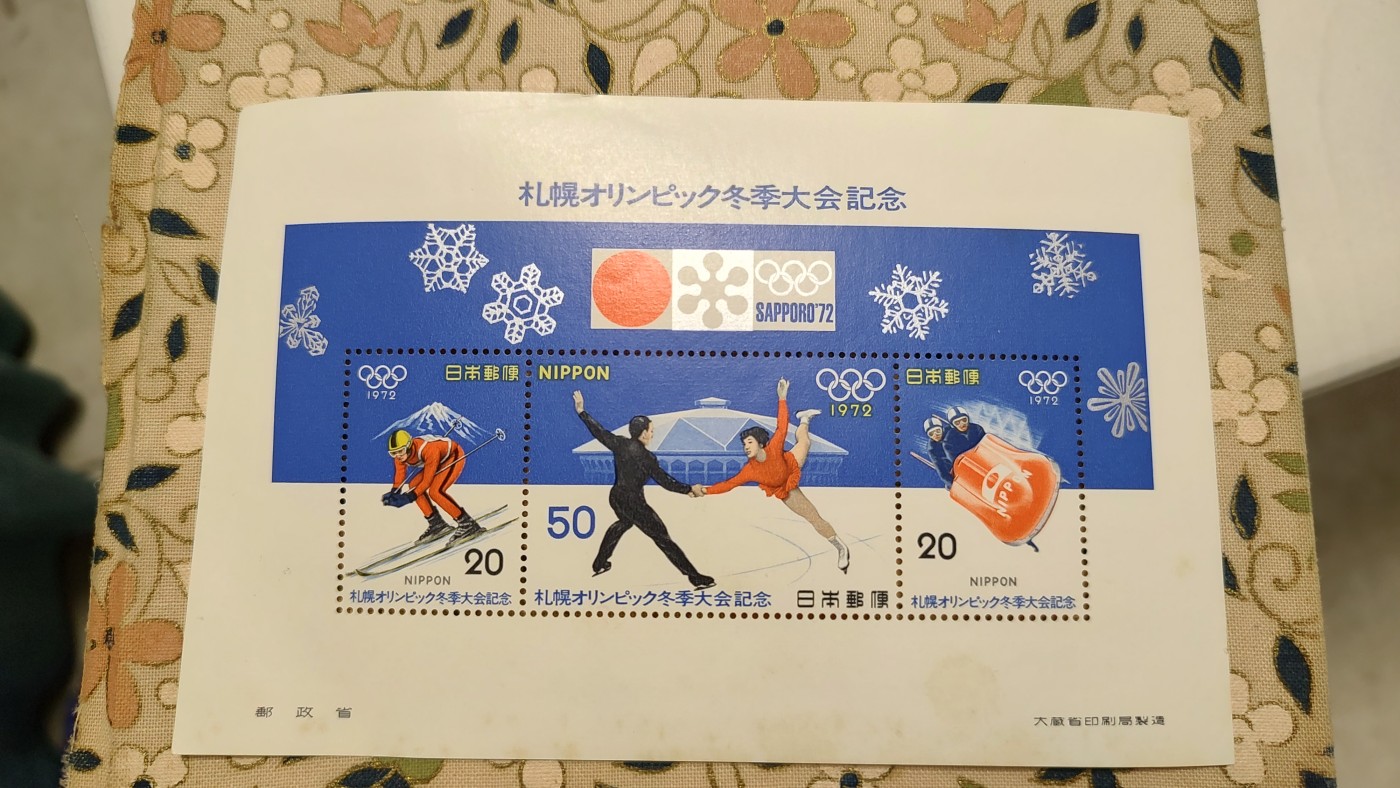 札幌オリンピック冬季大会記念
SAPPORO'72
1972
日本郵便
NIPPON
20
札幌オリンピック冬季大会記念
NIPPON
1972
50
札幌オリンピック冬季大会記念
日本郵便
日本郵便
1972
NIPPON
20
NIPPON
札幌オリンピック冬季大会記念
郵政省
大蔵省印刷局製造